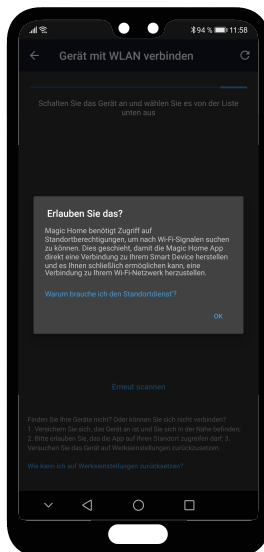 94 % 11:58
Gerät mit WLAN verbinden
Schalten Sie das Gerät an und wählen Sie es von der Liste
unten aus
Erlauben Sie das?
Magic Home benötigt Zugriff auf
Standortberechtigungen, um nach Wi-Fi-Signalen suchen
zu können. Dies geschieht, damit die Magic Home App
direkt eine Verbindung zu Ihrem Smart Device herstellen
und es Ihnen schließlich ermöglichen kann, eine
Verbindung zu Ihrem Wi-Fi-Netzwerk herzustellen.
Warum brauche ich den Standortdienst'?
OK
Erneut scannen
Finden Sie Ihre Geräte nicht? Oder können Sie sich nicht verbinden?
1. Versichern Sie sich, das Gerät an ist und Sie sich in der Nähe befinden;
2. Bitte erlauben Sie, das die App auf Ihren Standort zugreifen darf; 3.
Versuchen Sie das Gerät auf Werkseinstellungen zurückzusetzen.
Wie kann ich auf Werkseinstellungen zurücksetzen?